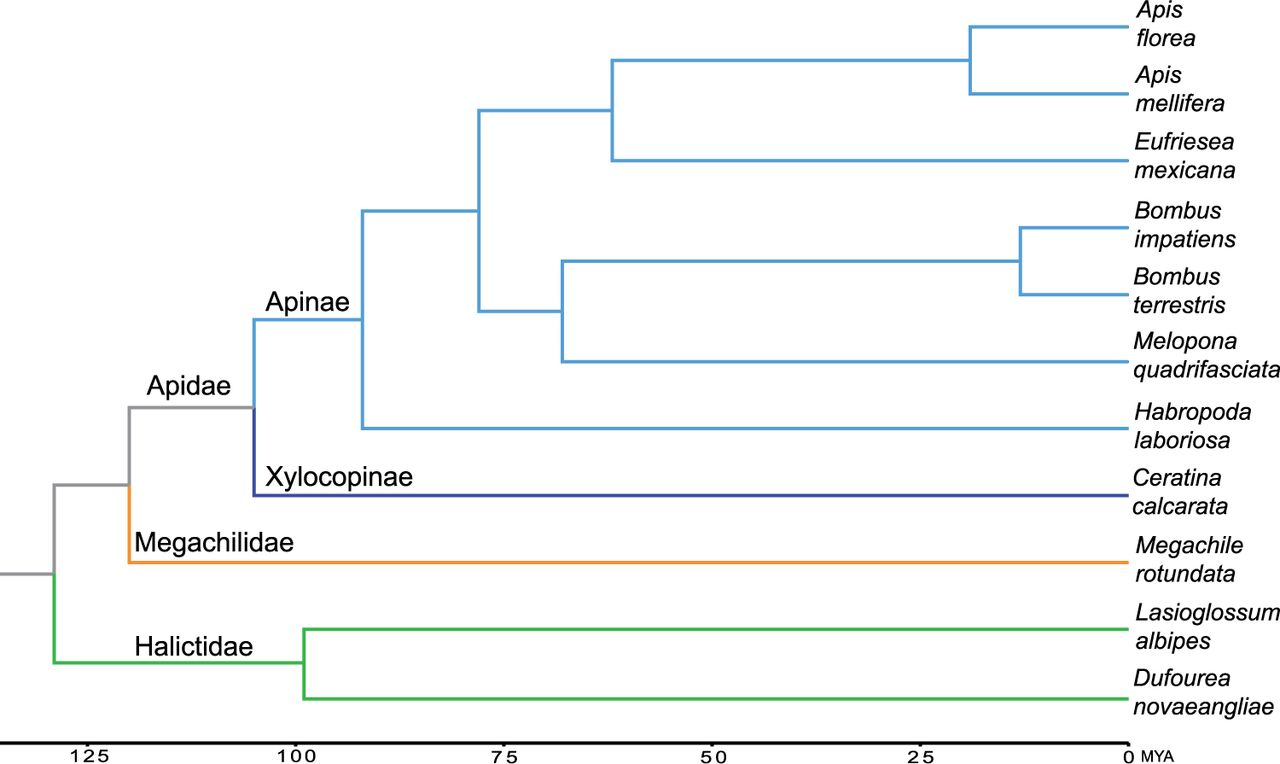 Apis
florea
Apis
mellifera
Eufriesea
mexicana
Bombus
impatiens
Bombus
terrestris
Melopona
quadrifasciata
Habropoda
laboriosa
Ceratina
calcarata
Megachile
rotundata
Lasioglossum
albipes
Dufourea
novaeangliae
Apinae
Apidae
Xylocopinae
Megachilidae
Halictidae
125 100 75 50 25 0 MYA